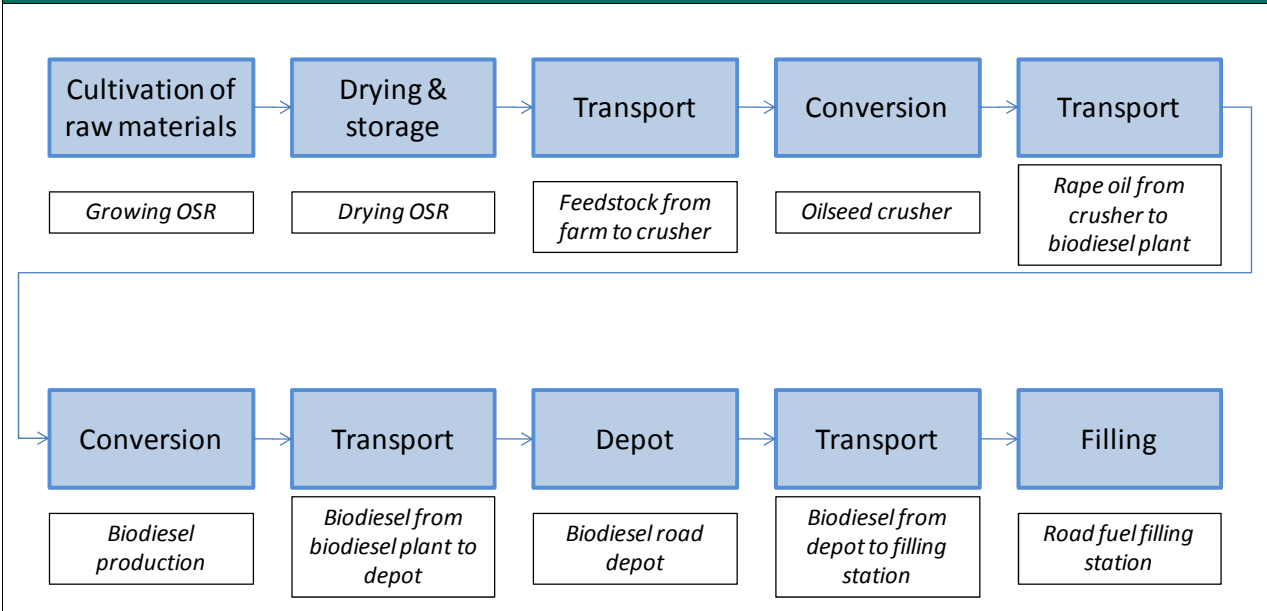 Cultivation of
raw materials
Drying &
storage
Transport
Conversion
Transport
Growing OSR
Drying OSR
Feedstock from
farm to crusher
Oilseed crusher
Rape oil from
crusher to
biodiesel plant
Conversion
Transport
Depot
Transport
Filling
Biodiesel
production
Biodiesel from
biodiesel plant to
depot
Biodiesel road
depot
Biodiesel from
depot to filling
station
Road fuel filling
station